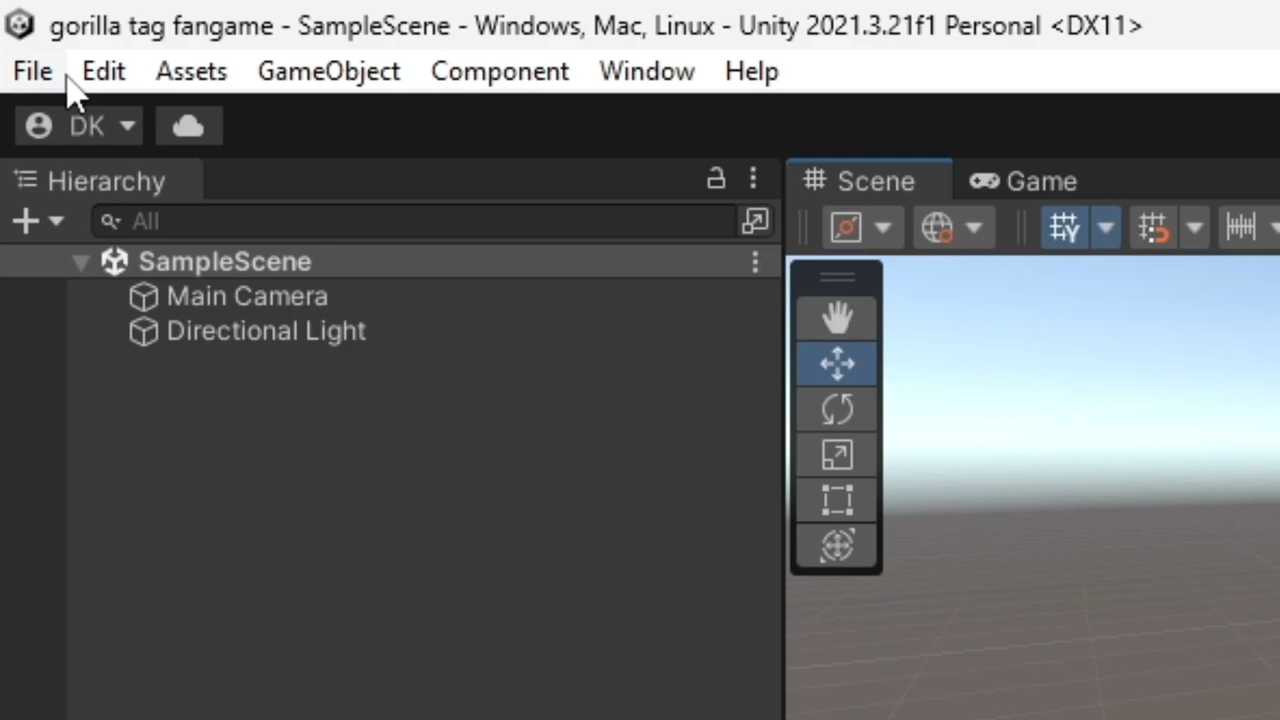 gorilla tag fangame - SampleScene - Windows, Mac, Linux - Unity 2021.3.21f1 Personal <DX11>
File Edit Assets GameObject Component Window Help
DK
Hierarchy Scene Game
All
SampleScene
Main Camera
Directional Light